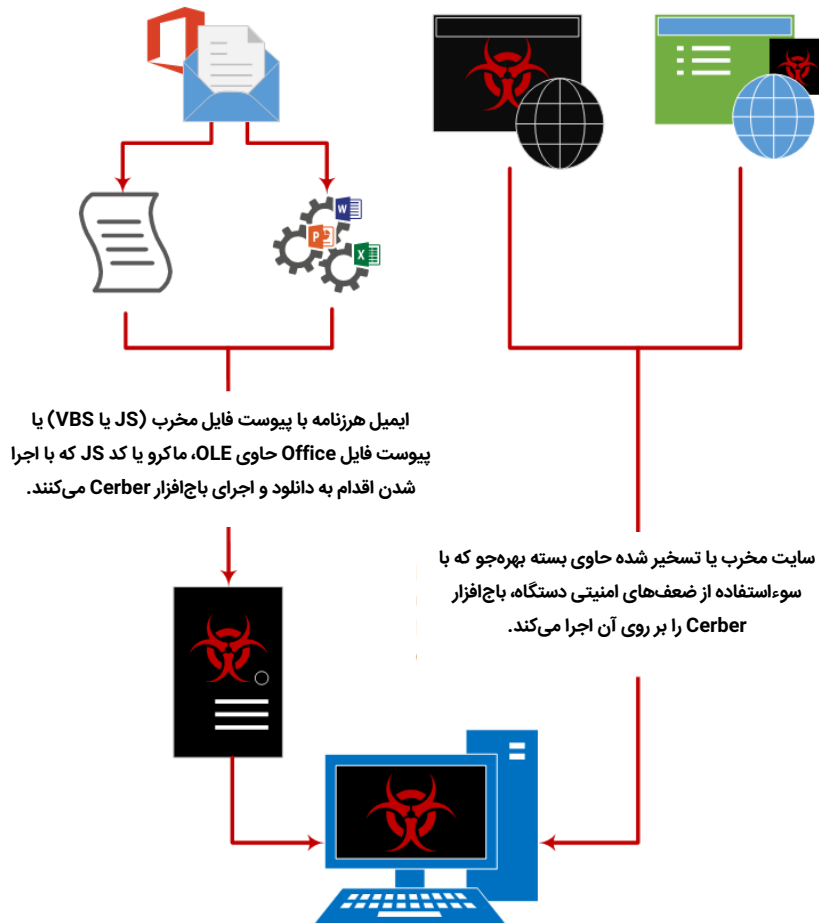 W
P
X
ایمیل هرزنامه با پیوست فایل مخرب (JS یا VBS) یا
پیوست فایل Office حاوی OLE، ماکرو یا کد JS که با اجرا
شدن اقدام به دانلود و اجرای باج‌افزار Cerber می‌کنند.
سایت مخرب یا تسخیر شده حاوی بسته بهره‌جو که با
سوءاستفاده از ضعف‌های امنیتی دستگاه، باج‌افزار
Cerber را بر روی آن اجرا می‌کند.